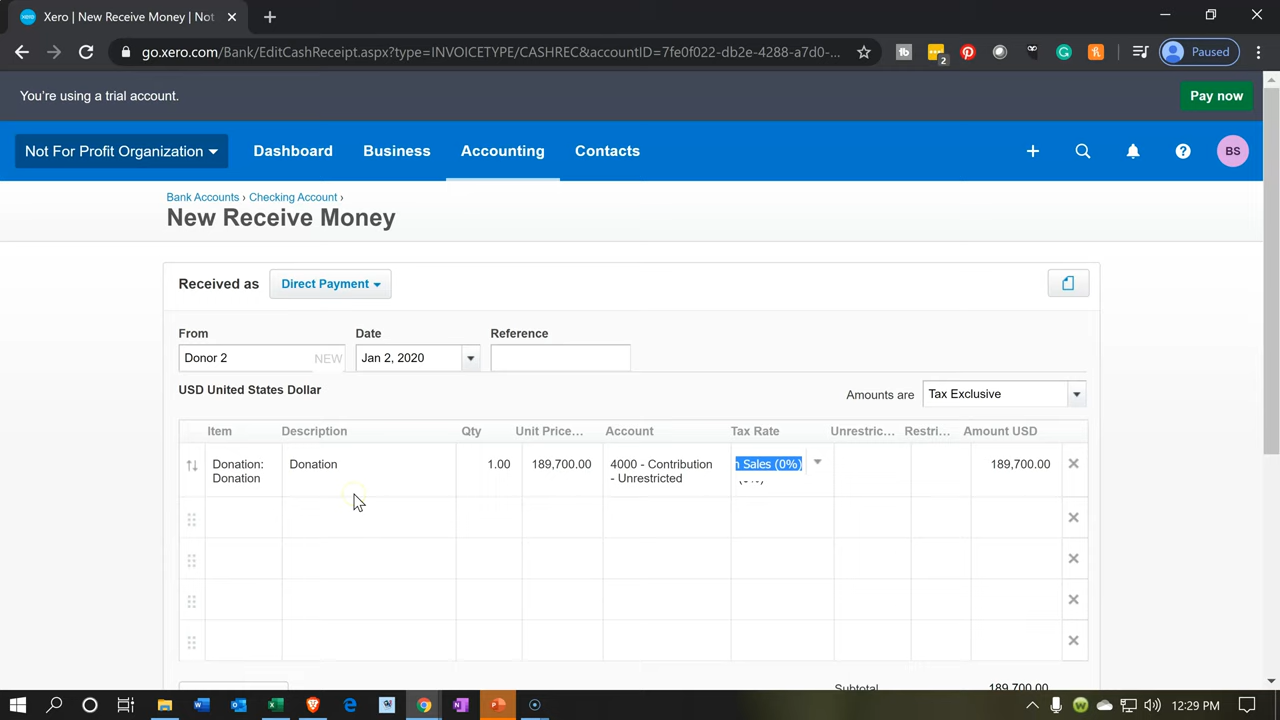 Xero | New Receive Money | Not
go.xero.com/Bank/EditCashReceipt.aspx?type=INVOICETYPE/CASHREC&accountID=7fe0f022-db2e-4288-a7d0-...
2
Paused
You're using a trial account.
Pay now
Not For Profit Organization
Dashboard
Business
Accounting
Contacts
BS
Bank Accounts › Checking Account ›
New Receive Money
Received as
Direct Payment
From
Date
Reference
Donor 2
NEW
Jan 2, 2020
USD United States Dollar
Amounts are
Tax Exclusive
Item
Description
Qty
Unit Price...
Account
Tax Rate
Unrestric...
Restri...
Amount USD
Donation:
Donation
Donation
1.00
189,700.00
4000 - Contribution
- Unrestricted
Sales (0%)
189,700.00
Subtotal
189,700.00
12:29 PM